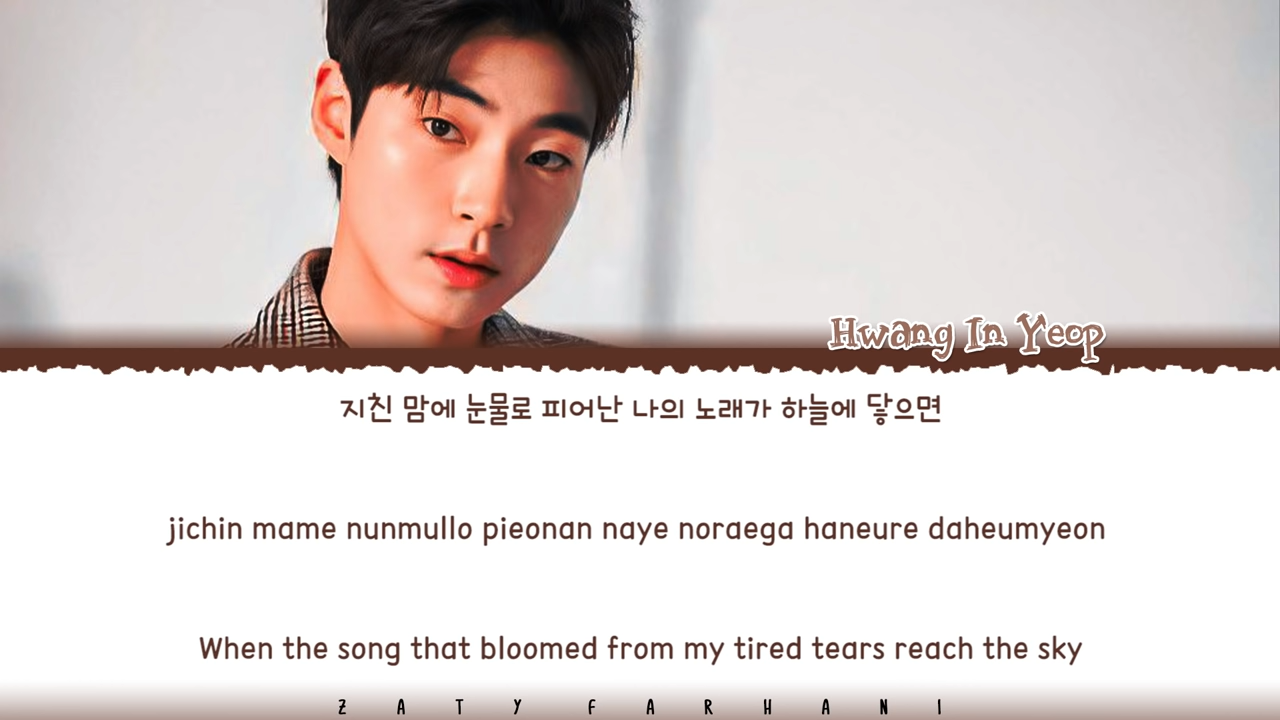 Hwang In Yeop
지친 맘에 눈물로 피어난 나의 노래가 하늘에 닿으면
jichin mame nunmullo pieonan naye noraega haneure daheumyeon
When the song that bloomed from my tired tears reach the sky
ZATY FARHANI